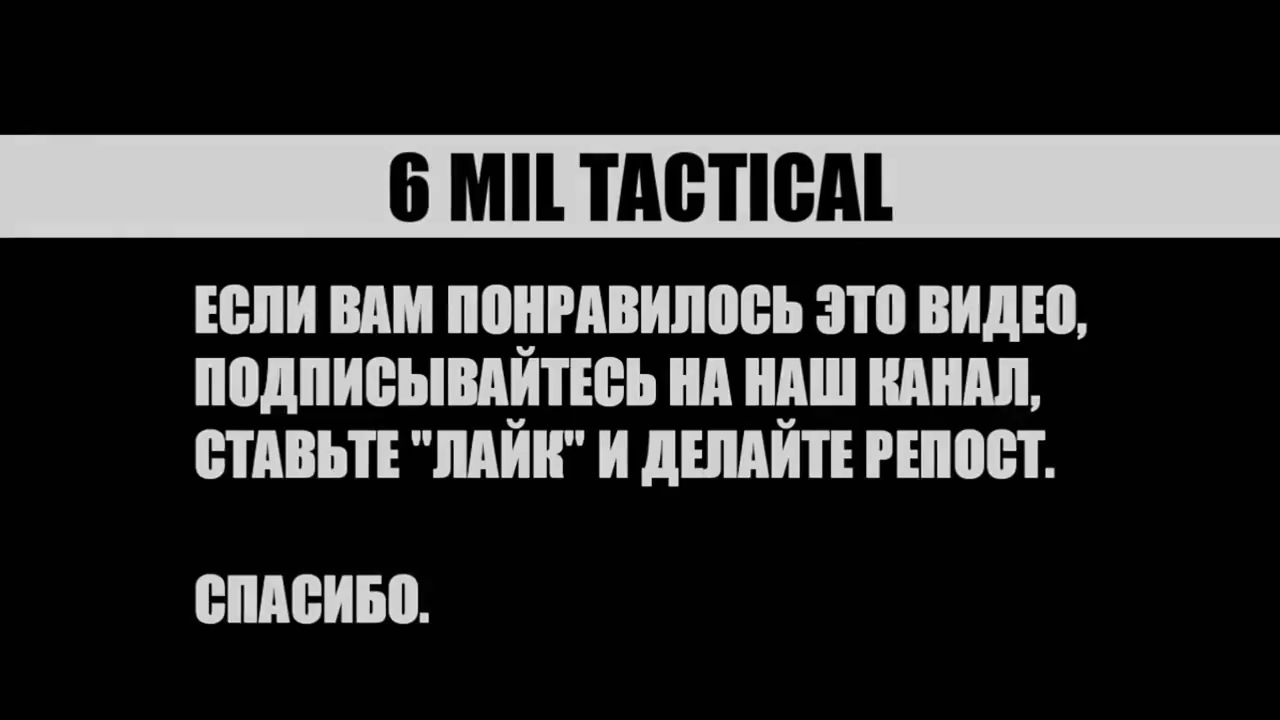 6 MIL TACTICAL
ЕСЛИ ВАМ ПОНРАВИЛОСЬ ЭТО ВИДЕО,
ПОДПИСЫВАЙТЕСЬ НА НАШ КАНАЛ,
СТАВЬТЕ "ЛАЙК" И ДЕЛАЙТЕ РЕПОСТ.
СПАСИБО.